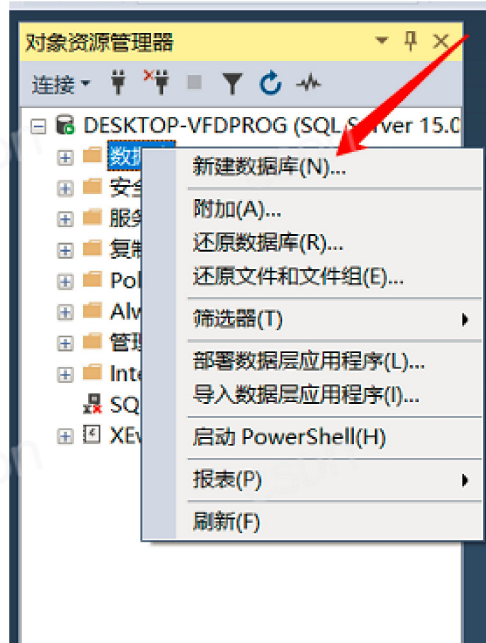 对象资源管理器
连接
DESKTOP-VFDPROG (SQL Server 15.0
数据
新建数据库(N)...
安全
附加(A)...
服务
还原数据库(R)...
复制
还原文件和文件组(E)...
Pol
筛选器(T)
Alw
管理
部署数据层应用程序(L)...
Inte
导入数据层应用程序(I)...
SQ
XEv
启动 PowerShell(H)
报表(P)
刷新(F)